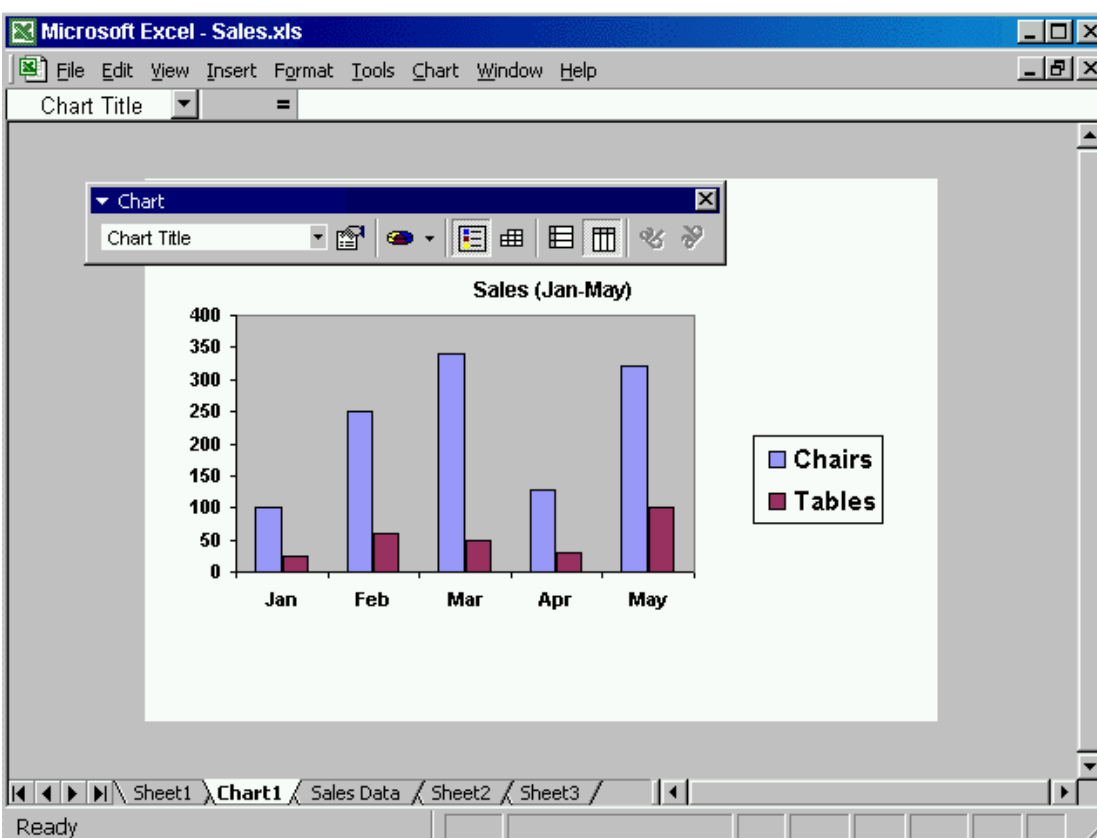 Microsoft Excel - Sales.xls
File Edit View Insert Format Tools Chart Window Help
Chart Title =
Chart
Chart Title
Sales (Jan-May)
400
350
300
250
200
150
100
50
0
Jan Feb Mar Apr May
Chairs
Tables
Sheet1 Chart1 Sales Data Sheet2 Sheet3
Ready